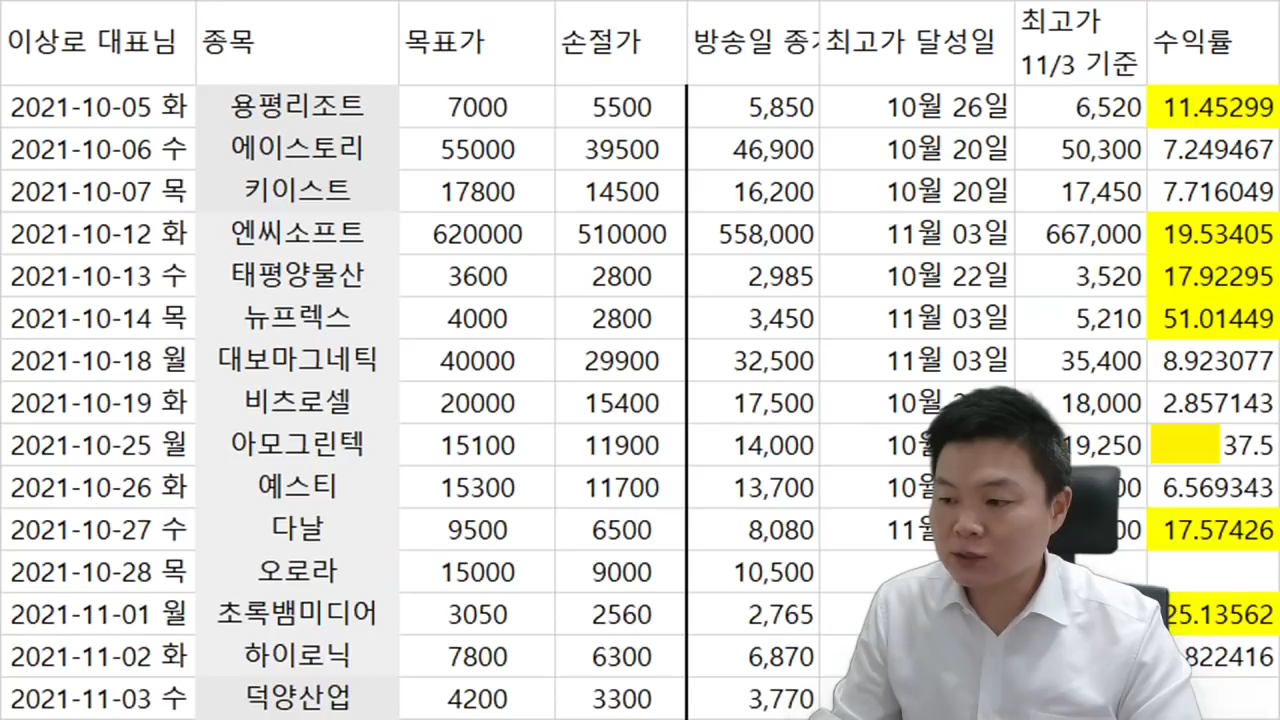 이상로 대표님 종목 목표가 손절가 방송일 종가 최고가 달성일 최고가 11/3 기준 수익률
2021-10-05 화 용평리조트 7000 5500 5,850 10월 26일 6,520 11.45299
2021-10-06 수 에이스토리 55000 39500 46,900 10월 20일 50,300 7.249467
2021-10-07 목 키이스트 17800 14500 16,200 10월 20일 17,450 7.716049
2021-10-12 화 엔씨소프트 620000 510000 558,000 11월 03일 667,000 19.53405
2021-10-13 수 태평양물산 3600 2800 2,985 10월 22일 3,520 17.92295
2021-10-14 목 뉴프렉스 4000 2800 3,450 11월 03일 5,210 51.01449
2021-10-18 월 대보마그네틱 40000 29900 32,500 11월 03일 35,400 8.923077
2021-10-19 화 비츠로셀 20000 15400 17,500 10월 18,000 2.857143
2021-10-25 월 아모그린텍 15100 11900 14,000 10월 19,250 37.5
2021-10-26 화 예스티 15300 11700 13,700 10월 00 6.569343
2021-10-27 수 다날 9500 6500 8,080 11월 00 17.57426
2021-10-28 목 오로라 15000 9000 10,500
2021-11-01 월 초록뱀미디어 3050 2560 2,765 25.13562
2021-11-02 화 하이로닉 7800 6300 6,870 822416
2021-11-03 수 덕양산업 4200 3300 3,770